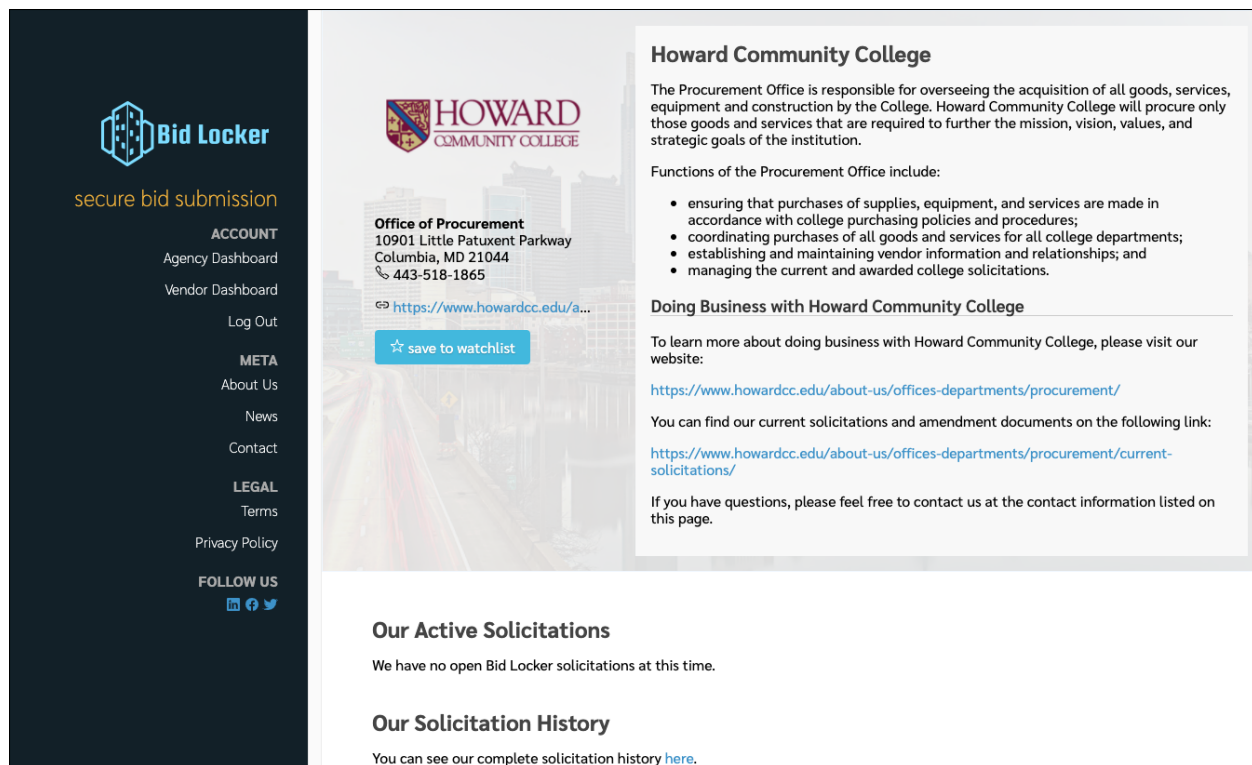 Bid Locker
secure bid submission
ACCOUNT
Agency Dashboard
Vendor Dashboard
Log Out
META
About Us
News
Contact
LEGAL
Terms
Privacy Policy
FOLLOW US
HOWARD
COMMUNITY COLLEGE
Office of Procurement
10901 Little Patuxent Parkway
Columbia, MD 21044
443-518-1865
https://www.howardcc.edu/a...
save to watchlist
Howard Community College
The Procurement Office is responsible for overseeing the acquisition of all goods, services,
equipment and construction by the College. Howard Community College will procure only
those goods and services that are required to further the mission, vision, values, and
strategic goals of the institution.
Functions of the Procurement Office include:
• ensuring that purchases of supplies, equipment, and services are made in
accordance with college purchasing policies and procedures;
• coordinating purchases of all goods and services for all college departments;
• establishing and maintaining vendor information and relationships; and
• managing the current and awarded college solicitations.
Doing Business with Howard Community College
To learn more about doing business with Howard Community College, please visit our
website:
https://www.howardcc.edu/about-us/offices-departments/procurement/
You can find our current solicitations and amendment documents on the following link:
https://www.howardcc.edu/about-us/offices-departments/procurement/current-
solicitations/
If you have questions, please feel free to contact us at the contact information listed on
this page.
Our Active Solicitations
We have no open Bid Locker solicitations at this time.
Our Solicitation History
You can see our complete solicitation history here.